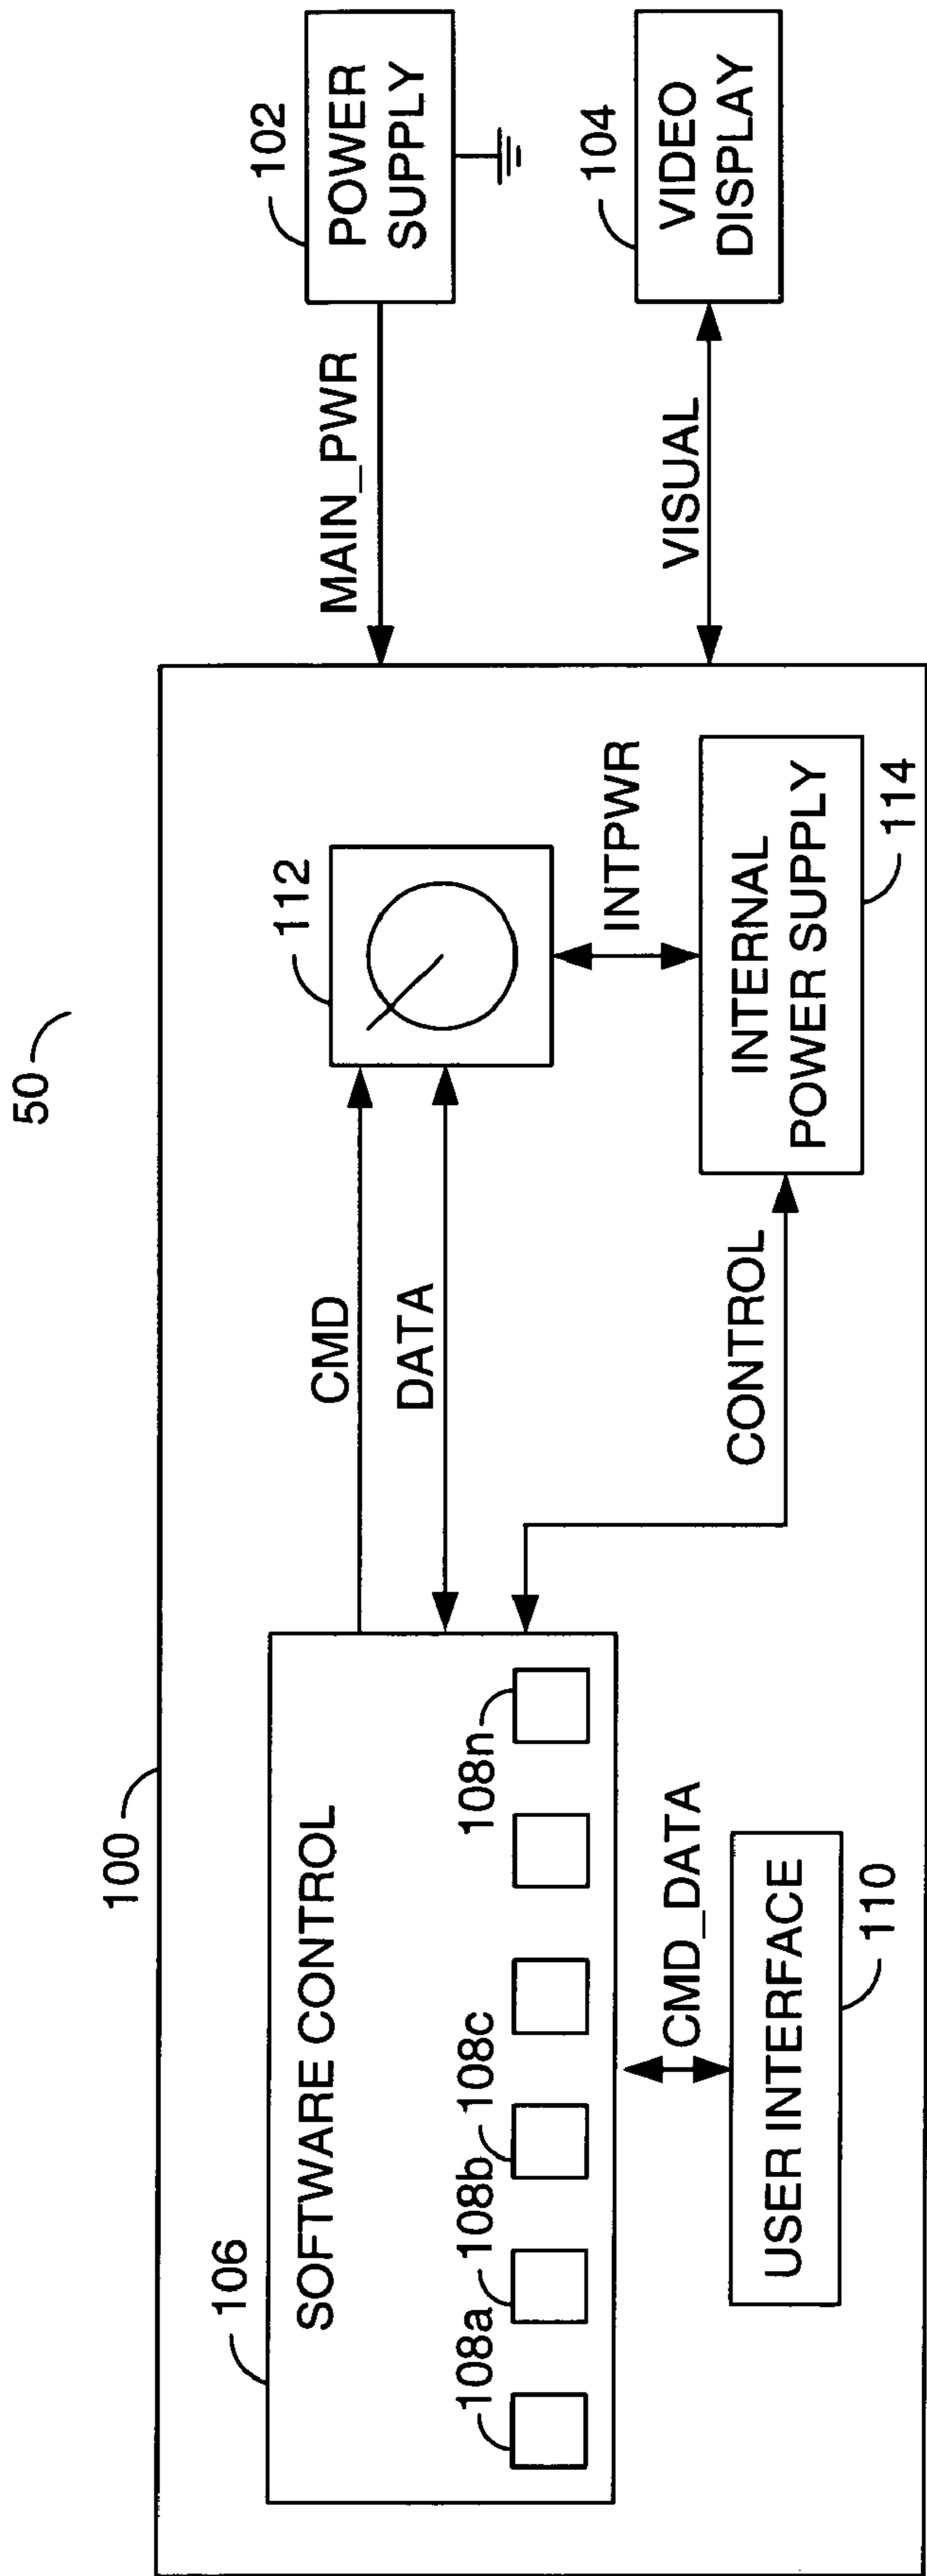 50
100
106
SOFTWARE CONTROL
108a
108b
108c
108n
CMD_DATA
USER INTERFACE
110
CMD
DATA
CONTROL
112
INTPWR
INTERNAL
POWER SUPPLY
114
MAIN_PWR
102
POWER
SUPPLY
VISUAL
104
VIDEO
DISPLAY